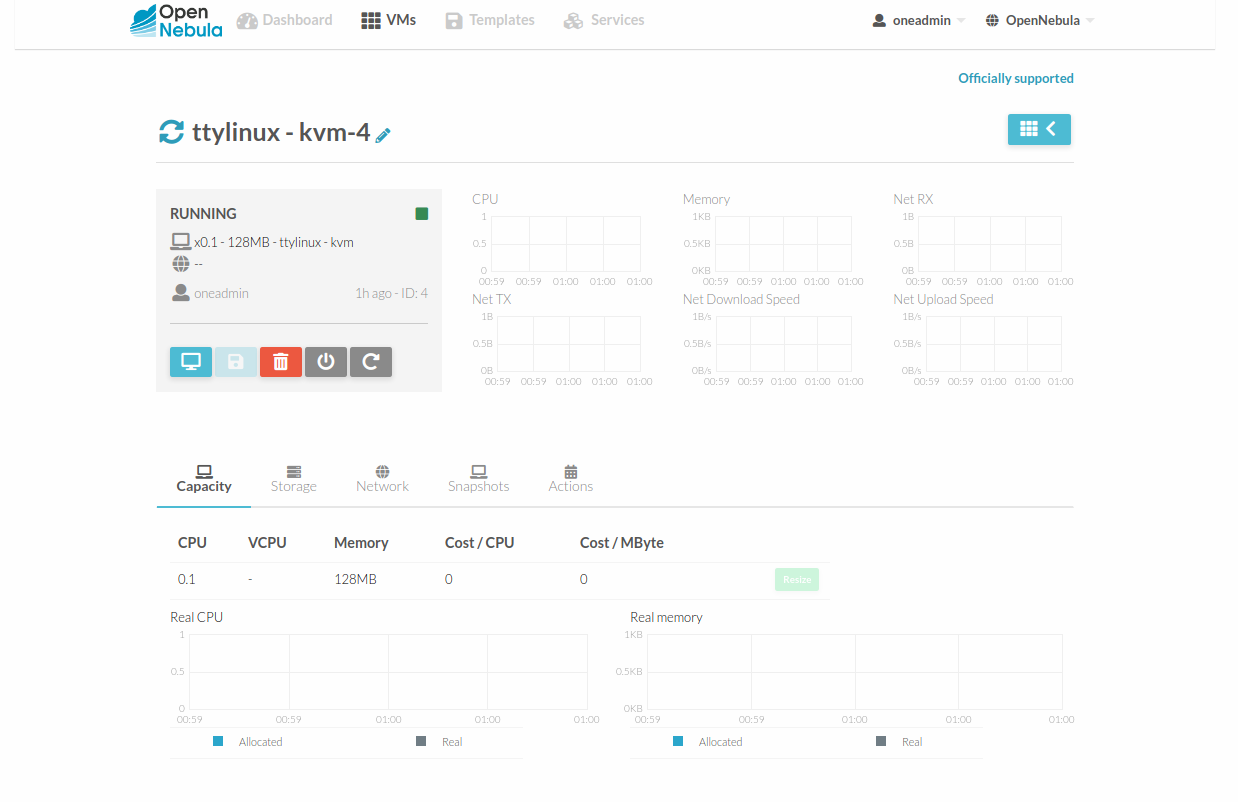 Open Nebula Dashboard VMs Templates Services oneadmin OpenNebula
Officially supported
ttylinux - kvm-4
RUNNING
x0.1 - 128MB - ttylinux - kvm
--
oneadmin 1h ago - ID: 4
CPU
1
0.5
0
00:59 00:59 01:00 01:00 01:00
Memory
1KB
0.5KB
0KB
00:59 00:59 01:00 01:00 01:00
Net RX
1B
0.5B
0B
00:59 00:59 01:00 01:00 01:00
Net TX
1B
0.5B
0B
00:59 00:59 01:00 01:00 01:00
Net Download Speed
1B/s
0.5B/s
0B/s
00:59 00:59 01:00 01:00 01:00
Net Upload Speed
1B/s
0.5B/s
0B/s
00:59 00:59 01:00 01:00 01:00
Capacity Storage Network Snapshots Actions
CPU VCPU Memory Cost / CPU Cost / MByte
0.1 - 128MB 0 0 Resize
Real CPU
1
0.5
0
00:59 00:59 01:00 01:00 01:00
Allocated Real
Real memory
1KB
0.5KB
0KB
00:59 00:59 01:00 01:00 01:00
Allocated Real